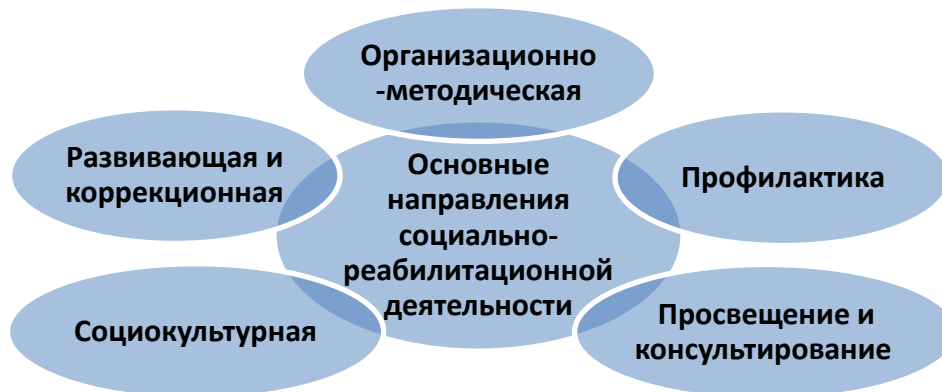 Организационно
-методическая
Развивающая и
коррекционная
Основные
направления
социально-
реабилитационной
деятельности
Профилактика
Социокультурная
Просвещение и
консультирование